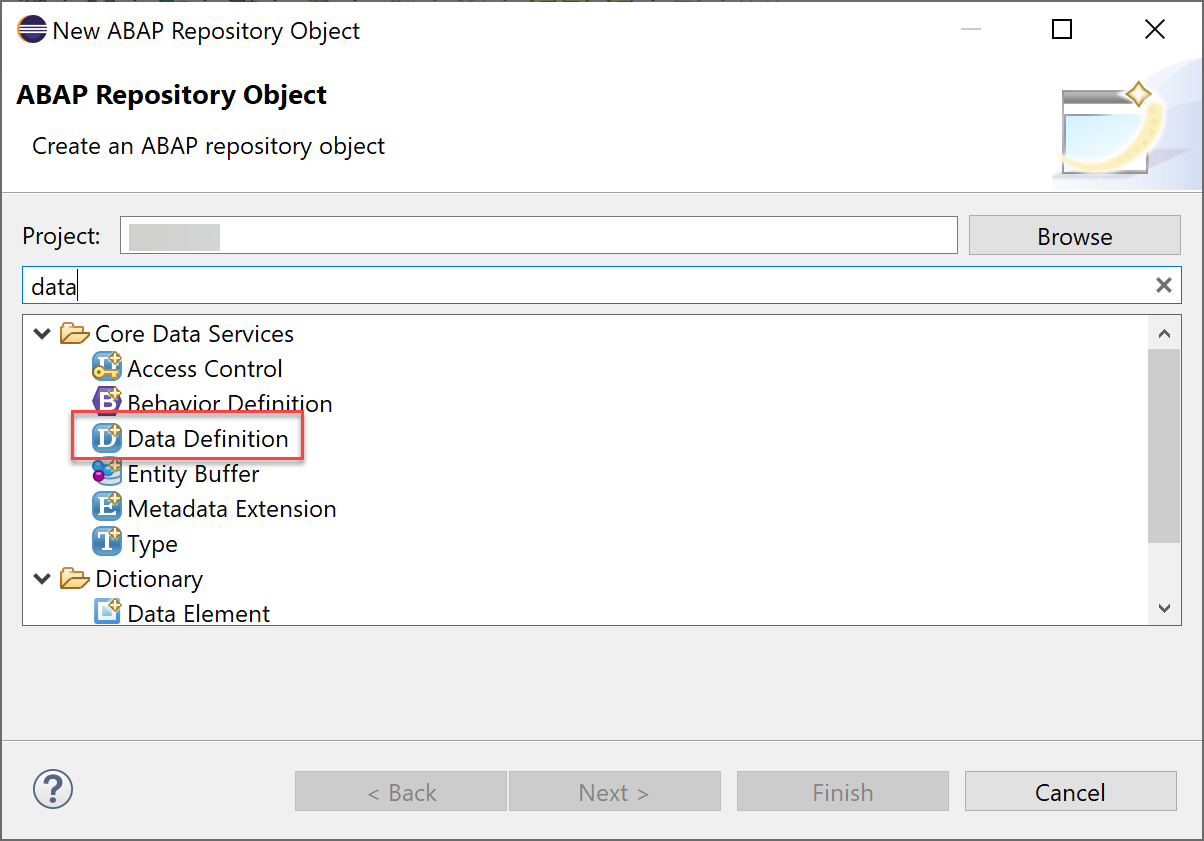 New ABAP Repository Object
ABAP Repository Object
Create an ABAP repository object
Project:
Browse
data
Core Data Services
Access Control
Behavior Definition
Data Definition
Entity Buffer
Metadata Extension
Type
Dictionary
Data Element
< Back
Next >
Finish
Cancel